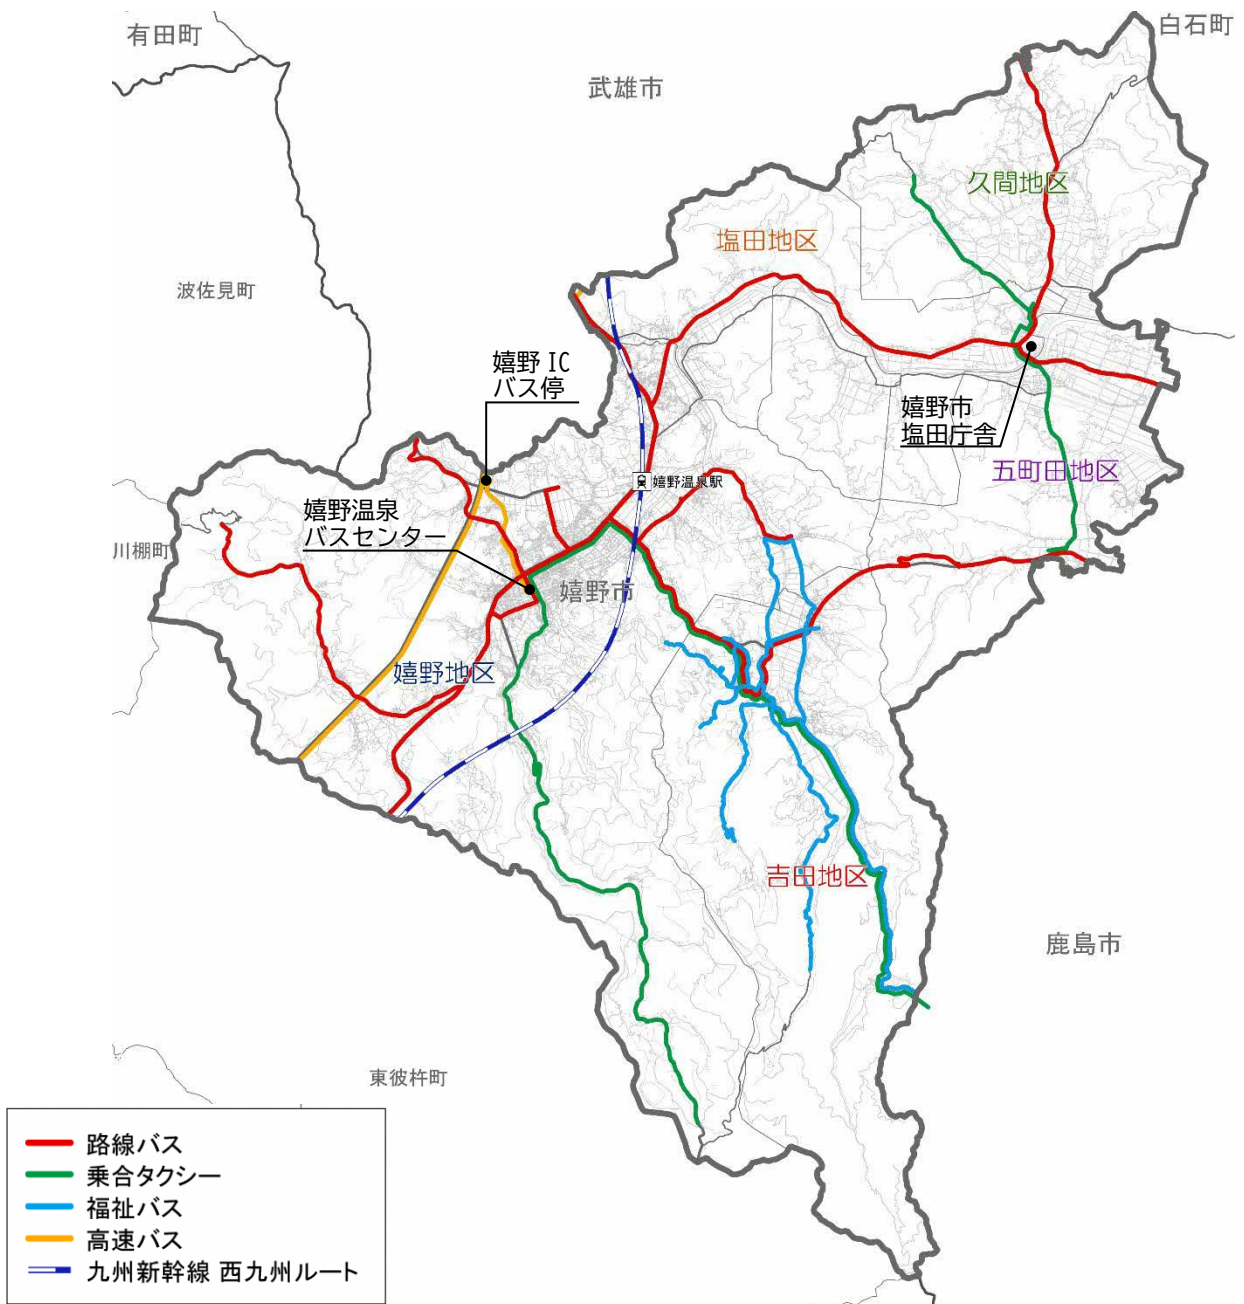 有田町
白石町
武雄市
久間地区
塩田地区
波佐見町
嬉野 IC
バス停
嬉野市
塩田庁舎
五町田地区
嬉野温泉駅
嬉野温泉
バスセンター
川棚町
嬉野市
嬉野地区
吉田地区
鹿島市
東彼杵町
路線バス
乗合タクシー
福祉バス
高速バス
九州新幹線 西九州ルート